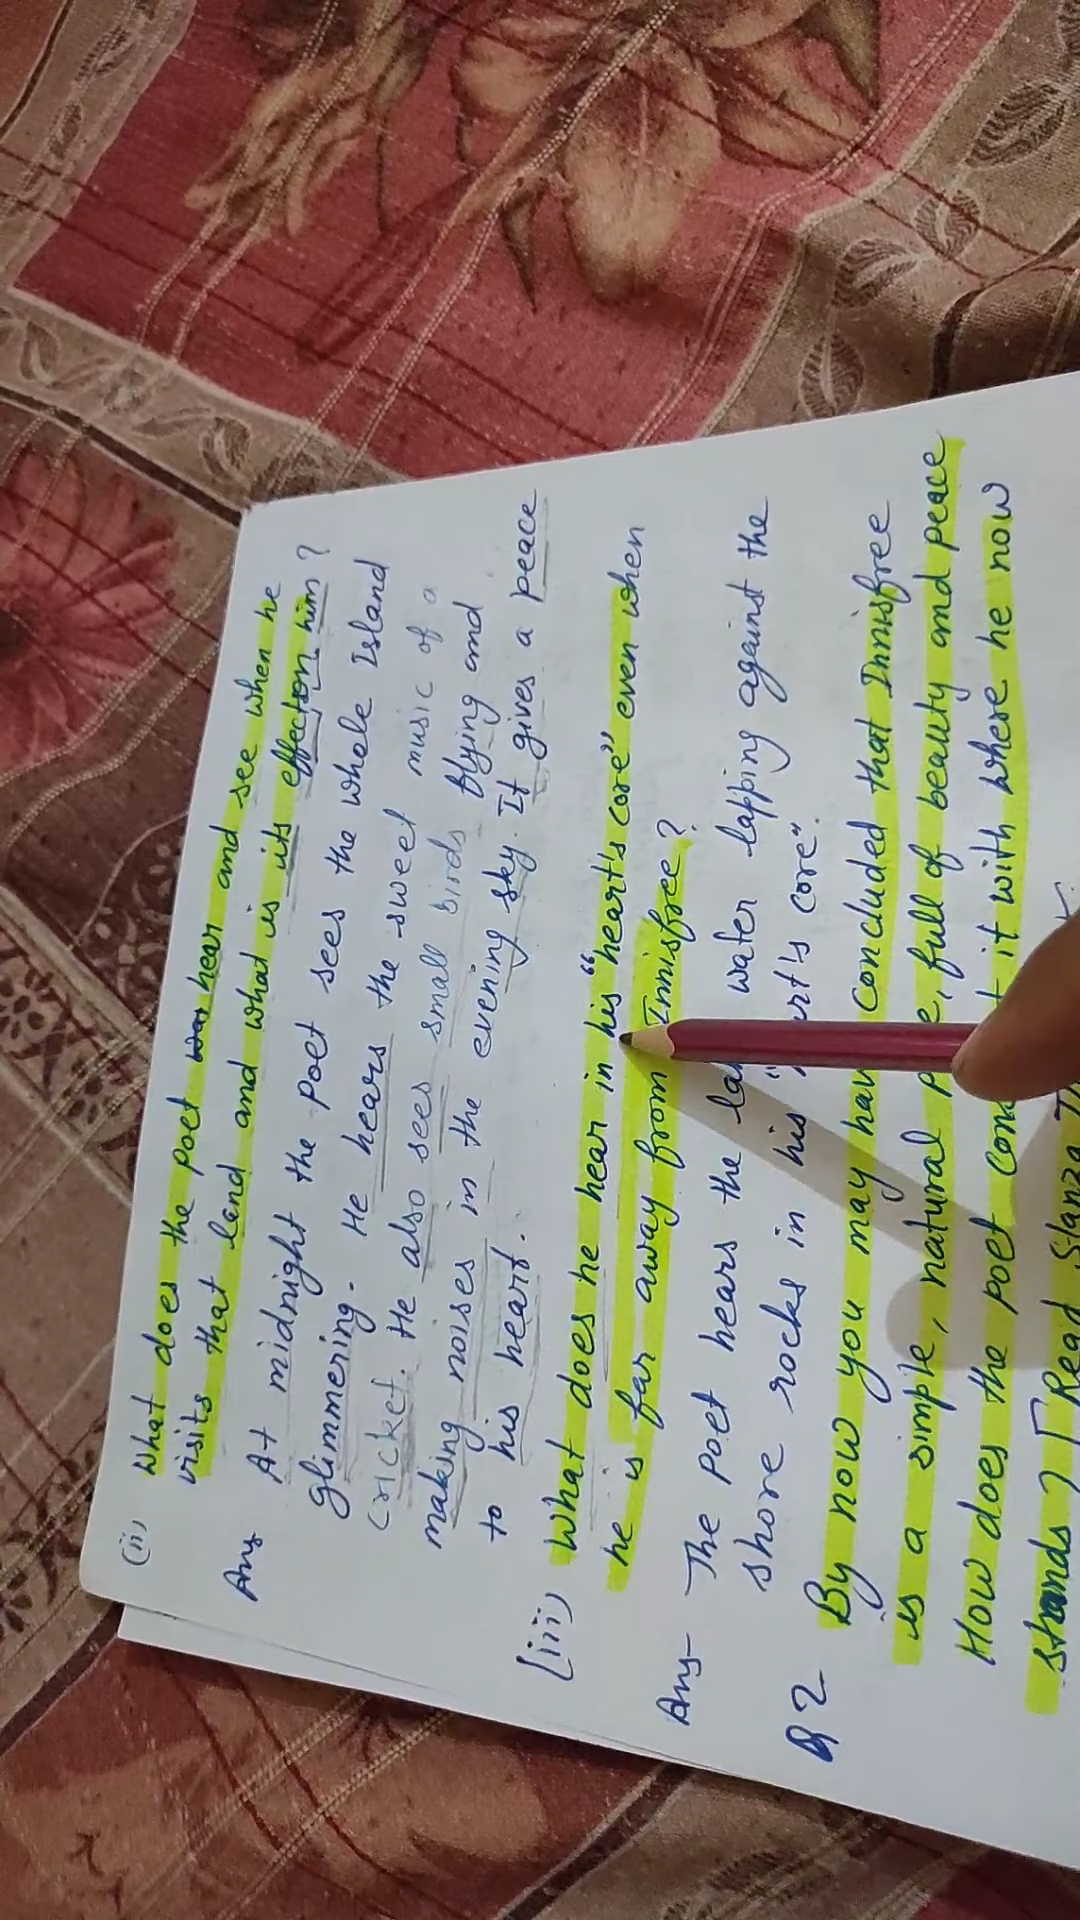 (ii) What does the poet hear and see when he
visits that land and what is its effect on him?
Ans At midnight the poet sees the whole Island
glimmering. He hears the sweet music of a
cricket. He also sees small birds flying and
making noises in the evening sky. It gives a peace
to his heart.
(iii) What does he hear in his "heart's core" even when
he is far away from Innisfree?
Ans- The poet hears the water lapping against the
shore rocks in his "heart's core".
Q2 By now you may have concluded that Innisfree
is a simple, natural full of beauty and peace
How does the poet it with where he now
stands? [Read Stanza